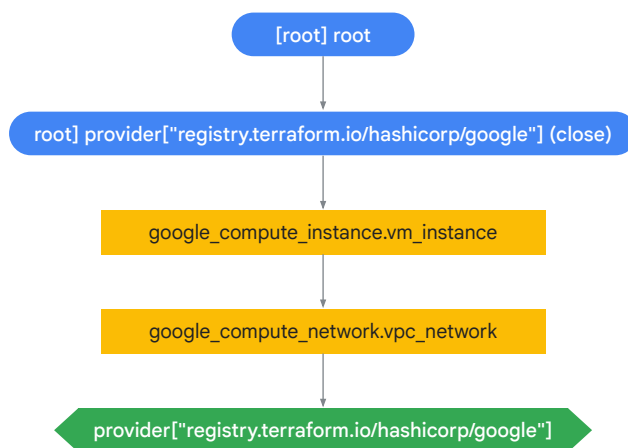 [root] root
root] provider["registry.terraform.io/hashicorp/google"] (close)
google_compute_instance.vm_instance
google_compute_network.vpc_network
provider["registry.terraform.io/hashicorp/google"]